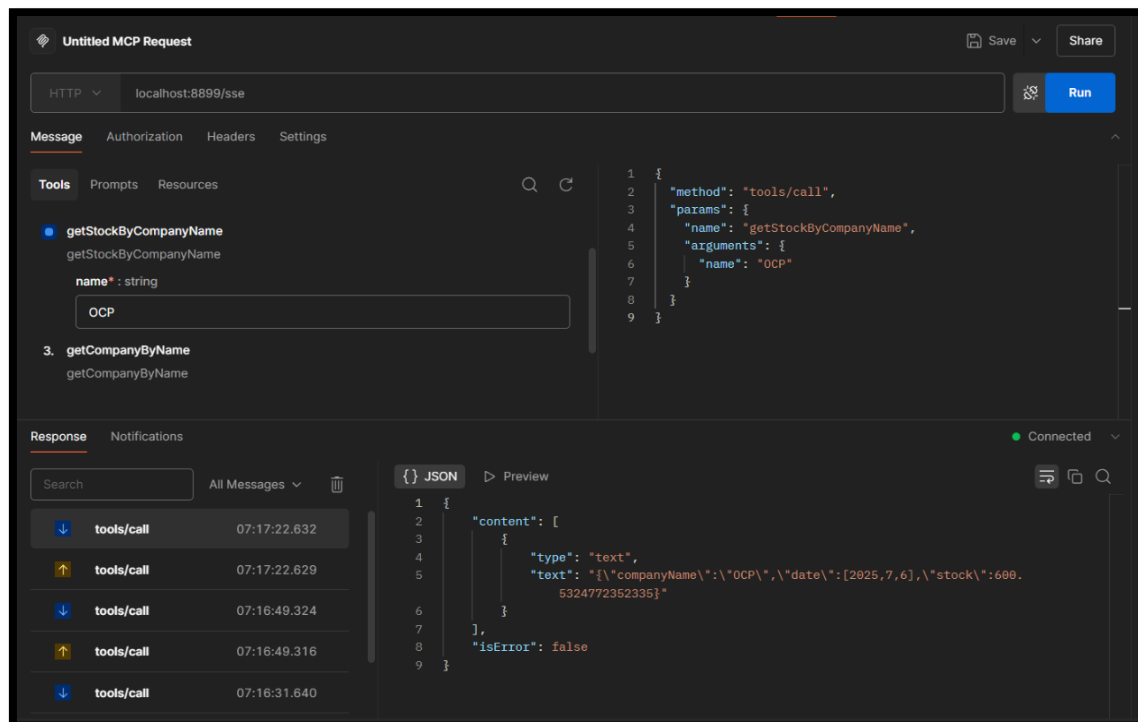 Untitled MCP Request
Save
Share
HTTP
localhost:8899/sse
Run
Message Authorization Headers Settings
Tools Prompts Resources
getStockByCompanyName
getStockByCompanyName
name* : string
OCP
3. getCompanyByName
getCompanyByName
1 {
2 "method": "tools/call",
3 "params": {
4 "name": "getStockByCompanyName",
5 "arguments": {
6 "name": "OCP"
7 }
8 }
9 }
Response Notifications
Connected
Search
All Messages
tools/call 07:17:22.632
tools/call 07:17:22.629
tools/call 07:16:49.324
tools/call 07:16:49.316
tools/call 07:16:31.640
{} JSON Preview
1 {
2 "content": [
3 {
4 "type": "text",
5 "text": "{\"companyName\":\"OCP\",\"date\":[2025,7,6],\"stock\":600.
5324772352335}"
6 }
7 ],
8 "isError": false
9 }